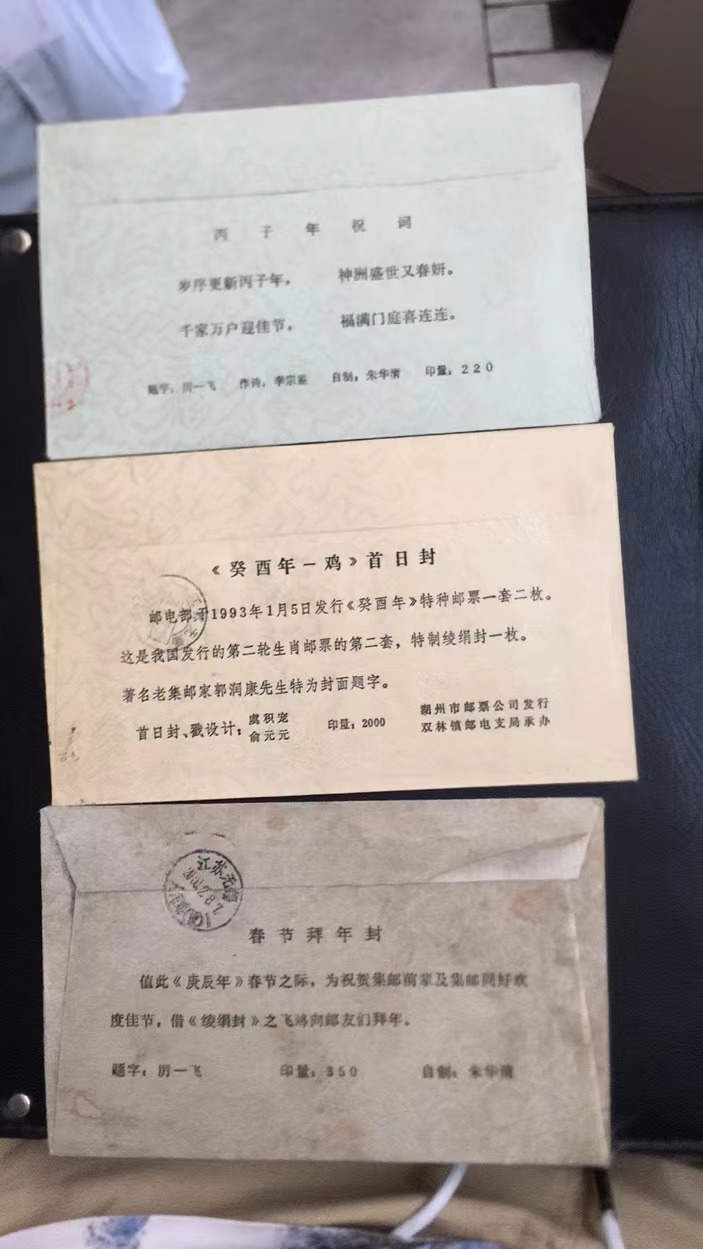 丙子年祝词
岁序更新丙子年，　神洲盛世又春妍。
千家万户迎佳节，　福满门庭喜连连。
题字：厉一飞　作诗：李宗鉴　自制：朱华清　印量：220
《癸酉年－鸡》首日封
邮电部于1993年1月5日发行《癸酉年》特种邮票一套二枚。
这是我国发行的第二轮生肖邮票的第二套，特制绫绢封一枚。
著名老集邮家郭润康先生特为封面题字。
首日封、戳设计：虞积宠　印量：2000　湖州市邮票公司发行
俞元元　双林镇邮电支局承办
江苏无
春节拜年封
值此《庚辰年》春节之际，为祝贺集邮前辈及集邮同好欢
度佳节，借《绫绢封》之飞鸿向邮友们拜年。
题字：厉一飞　印量：350　自制：朱华清